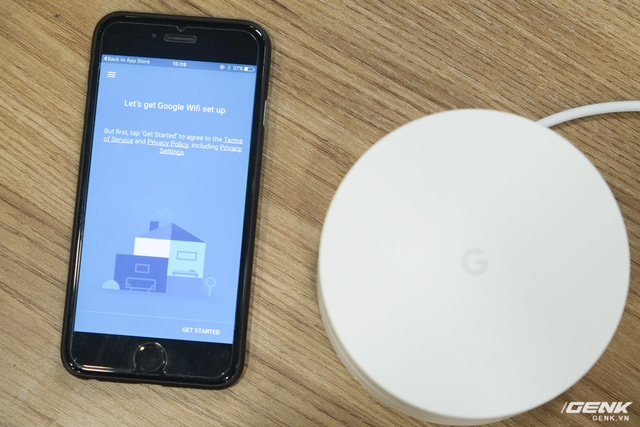 Back to App Store
15:09
37%
Let's get Google Wifi set up
But first, tap 'Get Started' to agree to the Terms
of Service and Privacy Policy, including Privacy
Settings
GET STARTED
G
GENK
GENK.VN